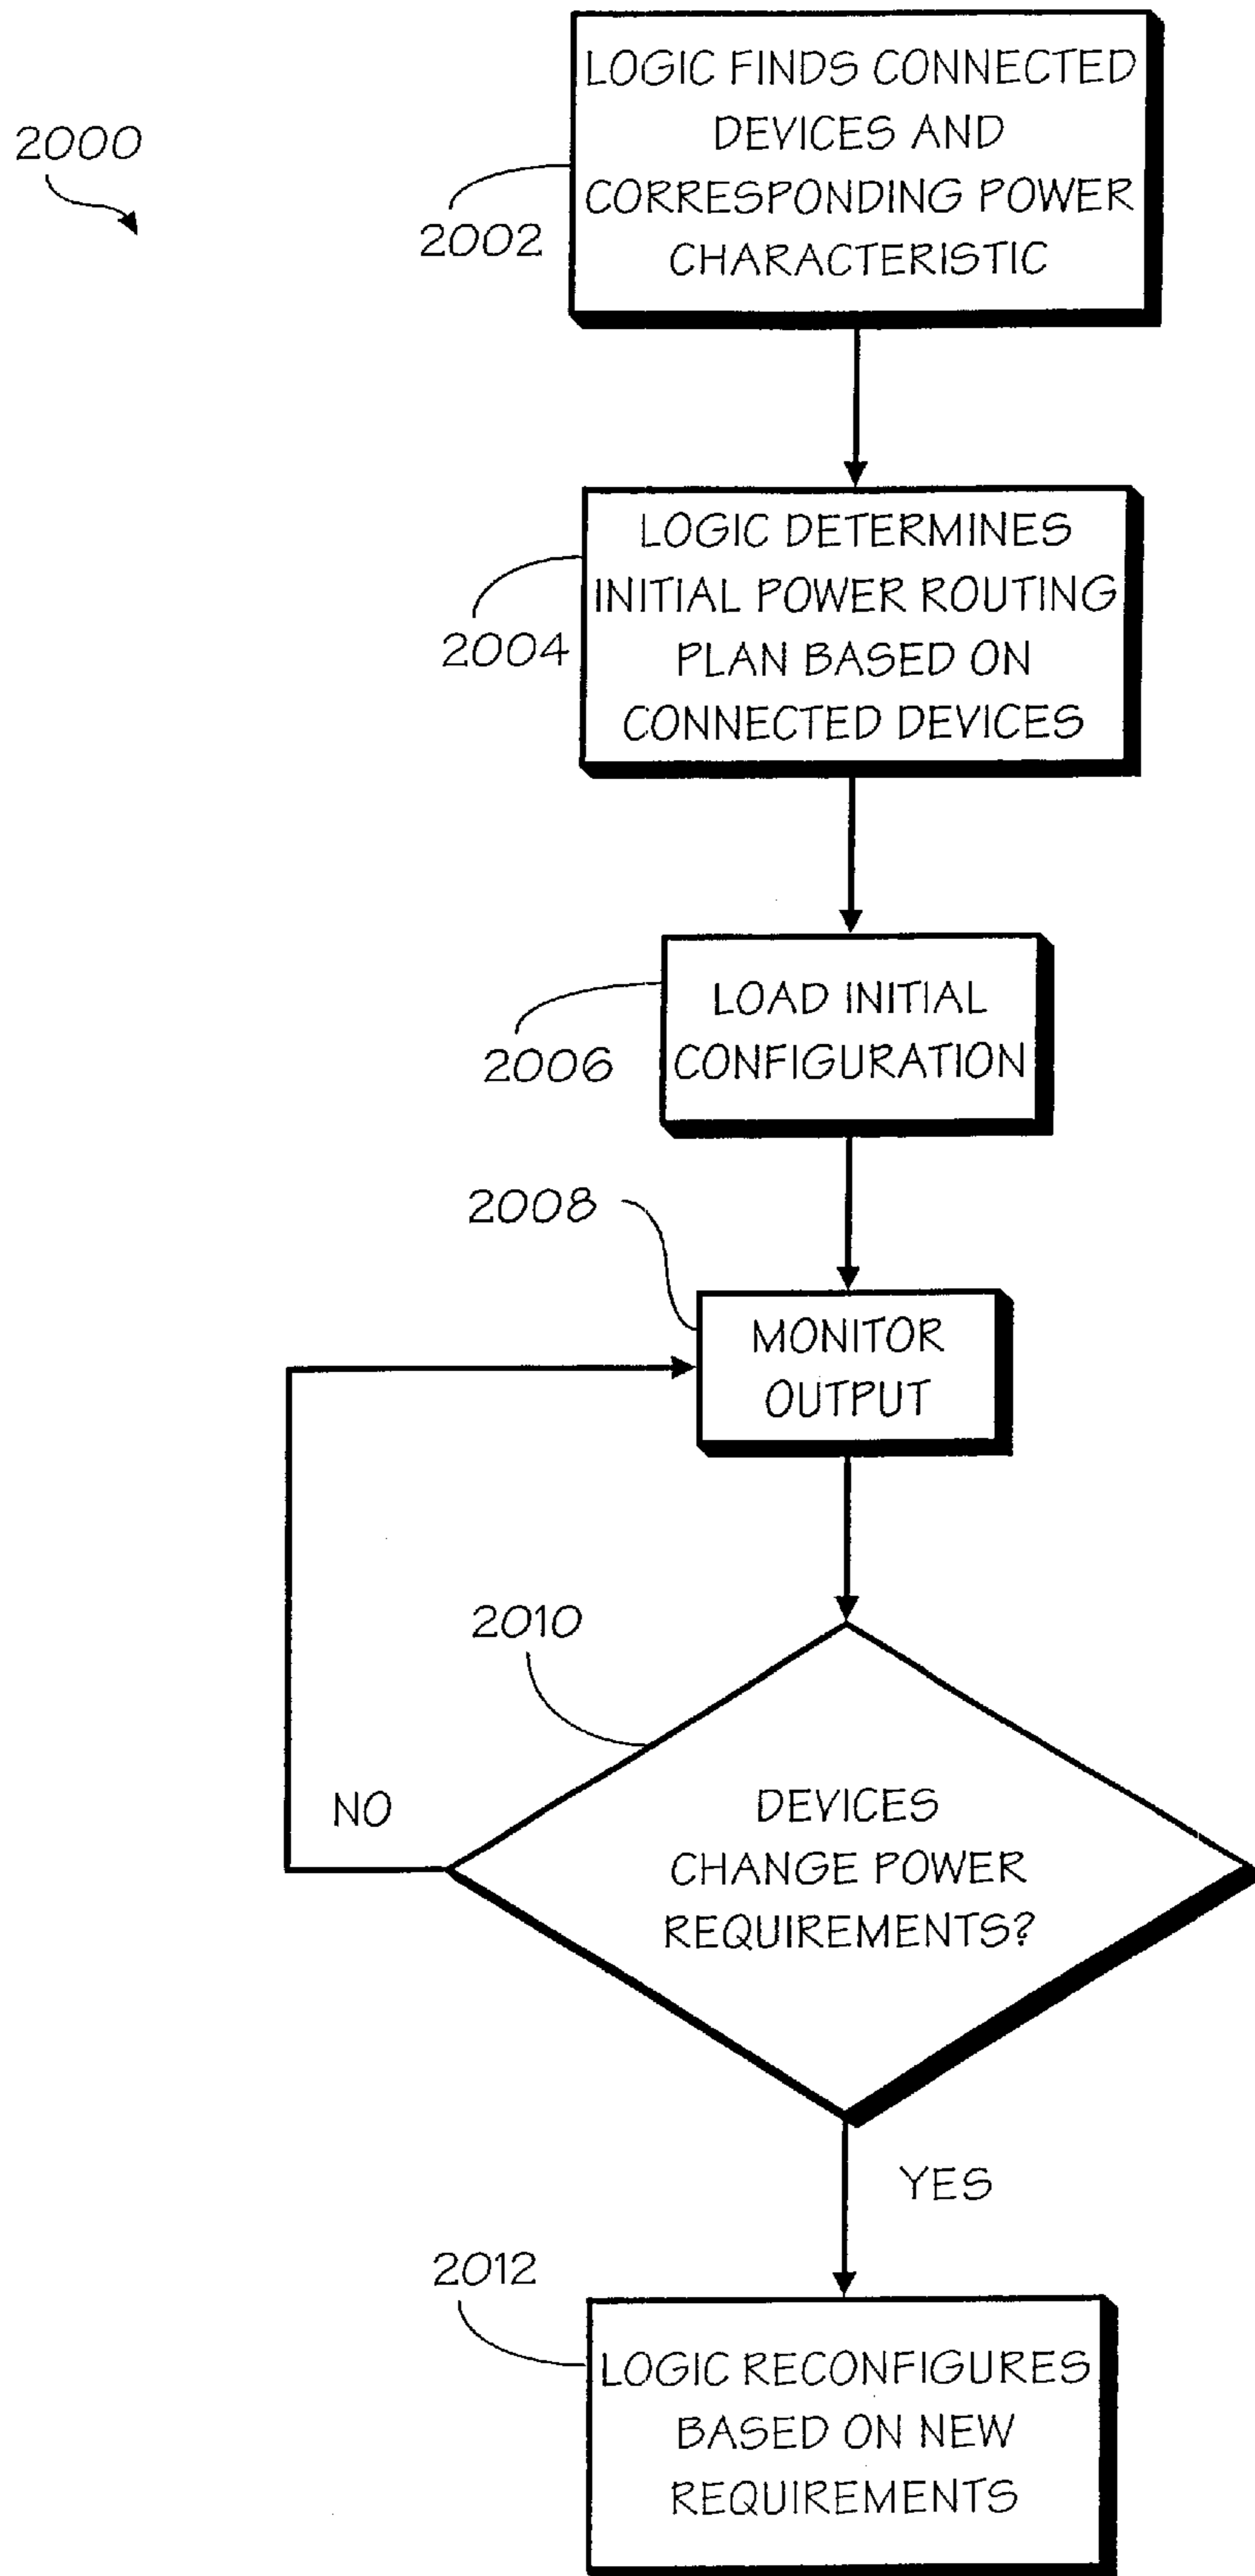 2000
LOGIC FINDS CONNECTED
DEVICES AND
CORRESPONDING POWER
CHARACTERISTIC
2002
LOGIC DETERMINES
INITIAL POWER ROUTING
PLAN BASED ON
CONNECTED DEVICES
2004
LOAD INITIAL
CONFIGURATION
2006
2008
MONITOR
OUTPUT
2010
DEVICES
CHANGE POWER
REQUIREMENTS?
NO
YES
2012
LOGIC RECONFIGURES
BASED ON NEW
REQUIREMENTS